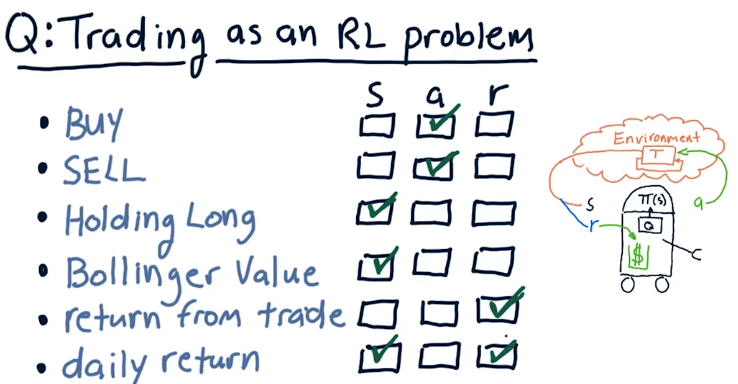 Q: Trading as an RL problem
S a r
• BUY
• SELL
• Holding Long
• Bollinger Value
• return from trade
• daily return
Environment
T
S
r
a
π(s)
Q
$